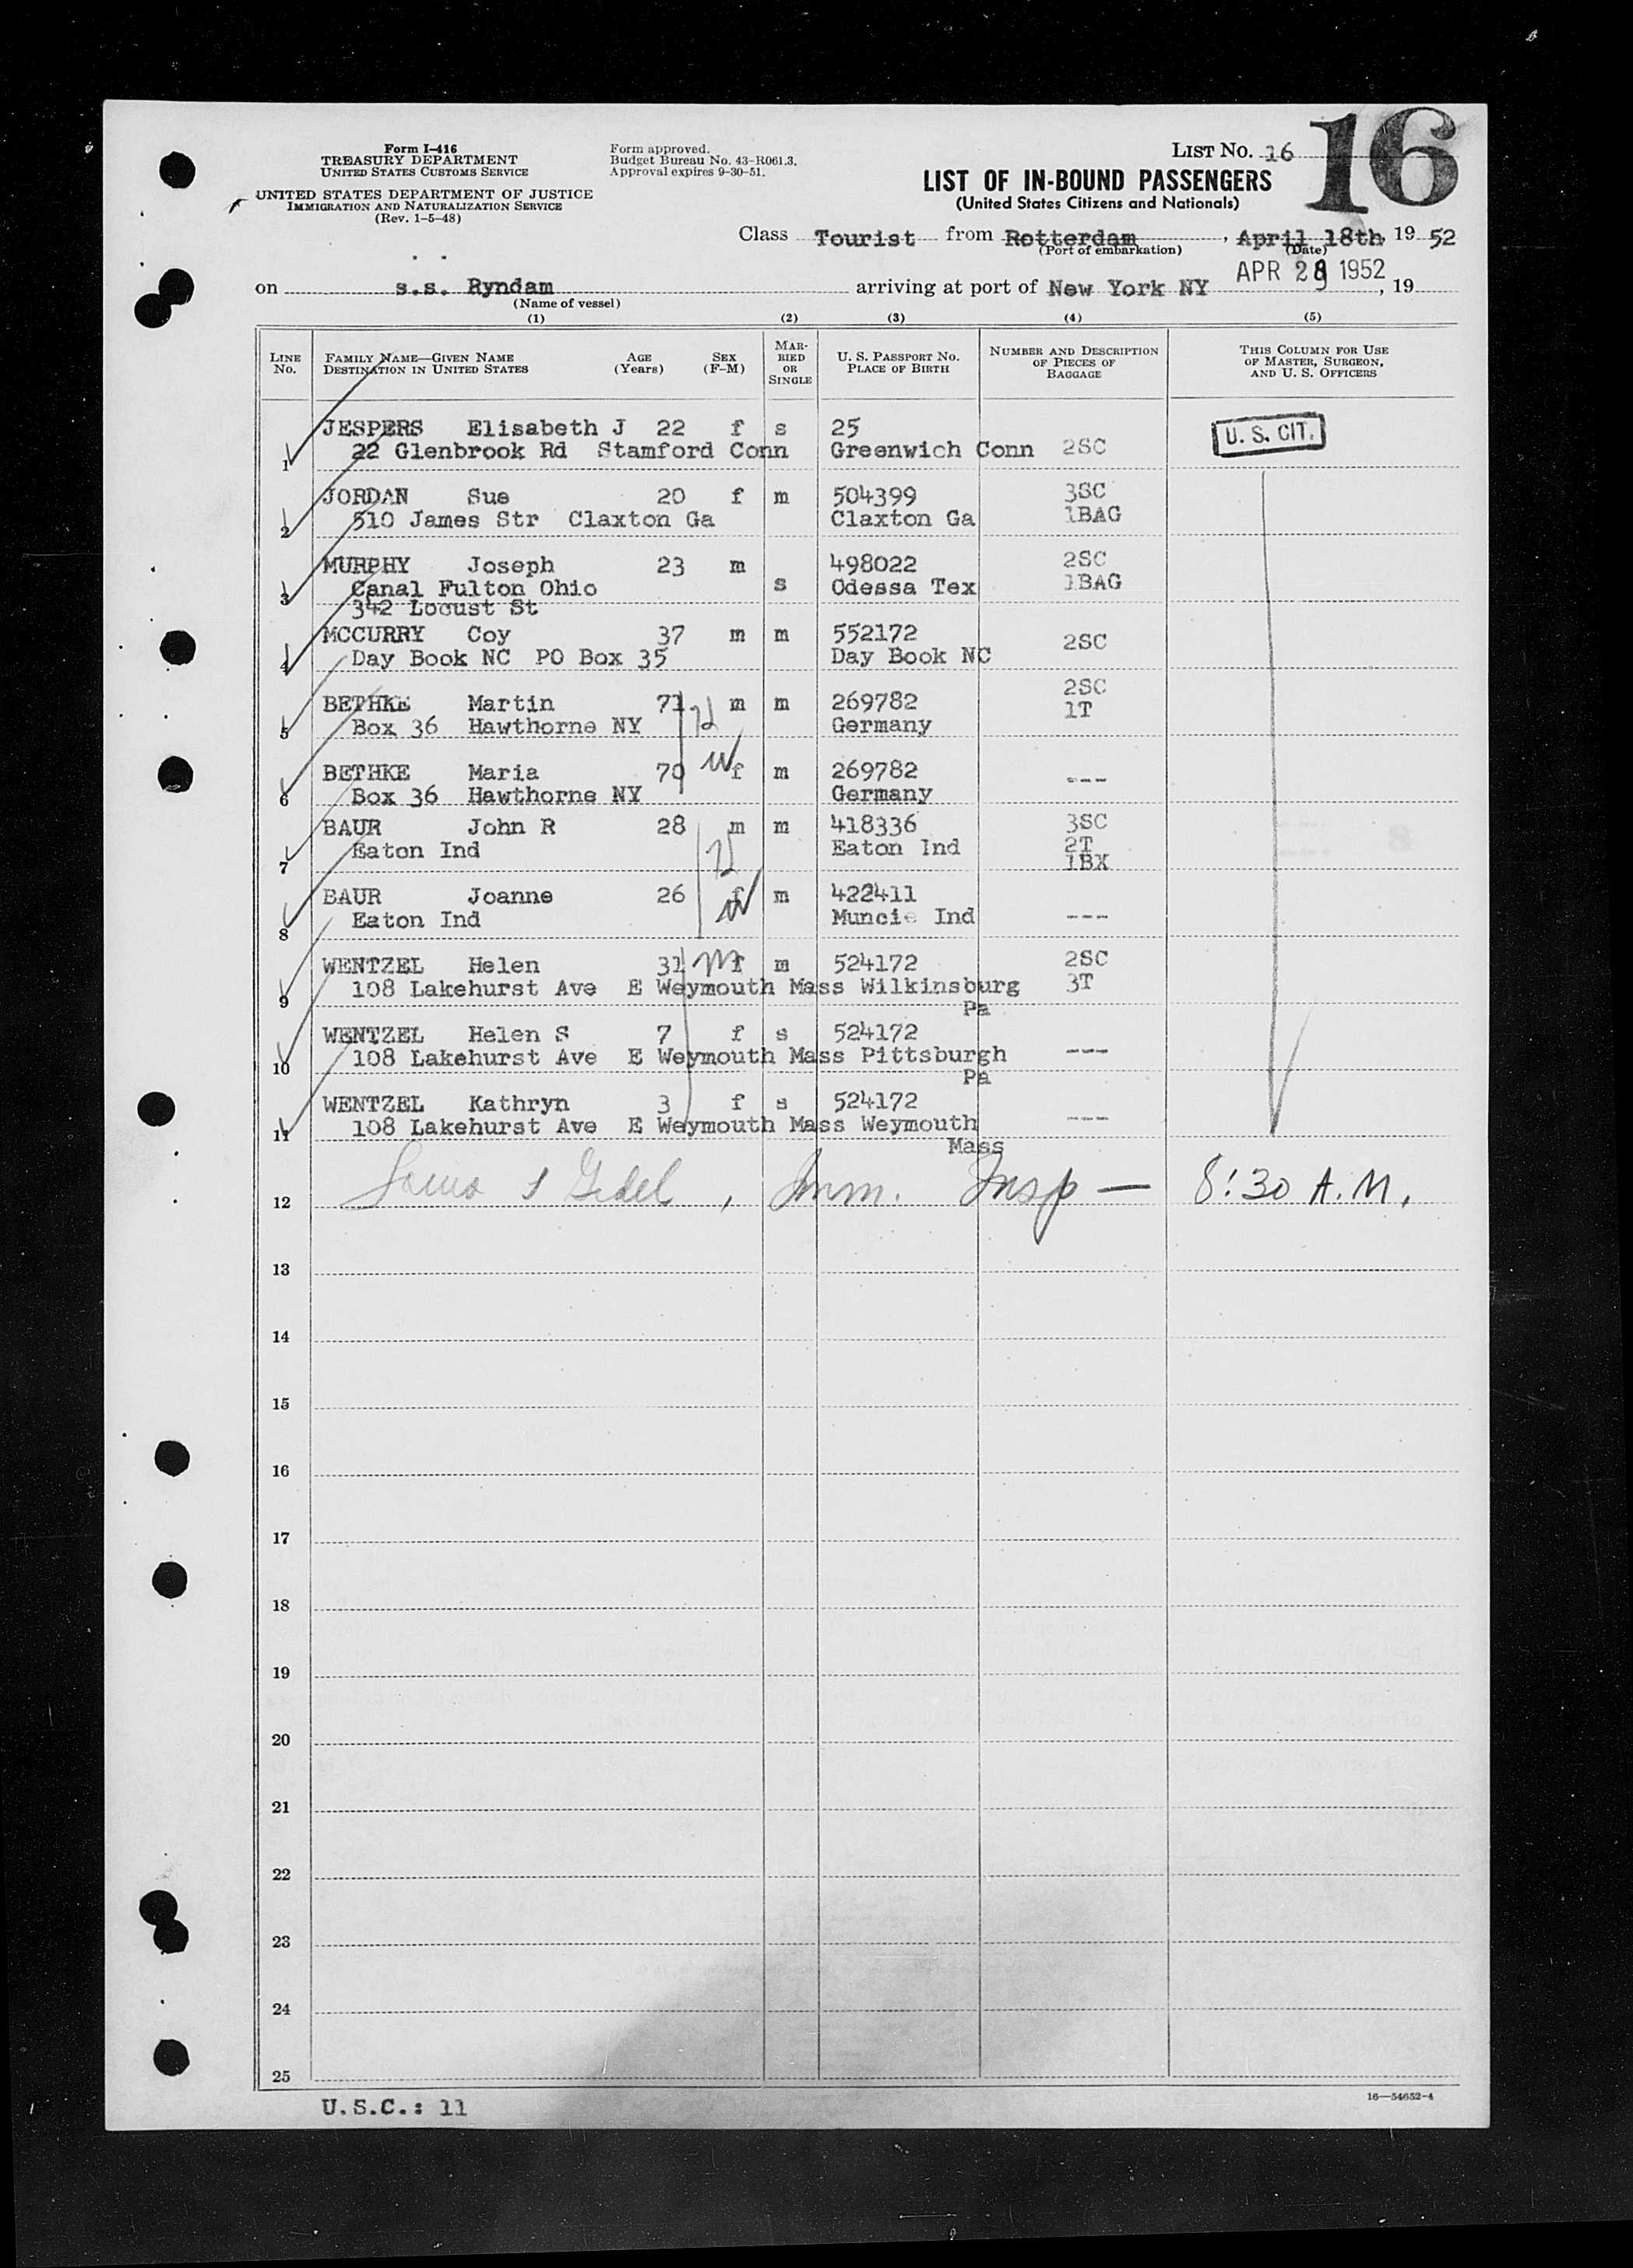 Form I-416
TREASURY DEPARTMENT
UNITED STATES CUSTOMS SERVICE
UNITED STATES DEPARTMENT OF JUSTICE
IMMIGRATION AND NATURALIZATION SERVICE
(Rev. 1-5-48)
Form approved.
Budget Bureau No. 43-R061.3.
Approval expires 9-30-51.
LIST NO. 16
16
LIST OF IN-BOUND PASSENGERS
(United States Citizens and Nationals)
Class Tourist from Rotterdam, April 18th, 19 52
(Port of embarkation) (Date)
on s.s. Ryndam arriving at port of New York NY APR 29 1952, 19
(Name of vessel)
(1) (2) (3) (4) (5)
LINE No. FAMILY NAME—GIVEN NAME DESTINATION IN UNITED STATES AGE (Years) SEX (F-M) MARRIED OR SINGLE U. S. PASSPORT NO. PLACE OF BIRTH NUMBER AND DESCRIPTION OF PIECES OF BAGGAGE THIS COLUMN FOR USE OF MASTER, SURGEON, AND U. S. OFFICERS
JESPERS Elisabeth J 22 f s 25 U. S. CIT.
1 22 Glenbrook Rd Stamford Conn Greenwich Conn 2SC
JORDAN Sue 20 f m 504399 3SC
2 510 James Str Claxton Ga Claxton Ga 1BAG
MURPHY Joseph 23 m 498022 2SC
3 Canal Fulton Ohio s Odessa Tex 1BAG
342 Locust St
MCCURRY Coy 37 m m 552172 2SC
4 Day Book NC PO Box 35 Day Book NC
BETHKE Martin 71 m m 269782 2SC
5 Box 36 Hawthorne NY Germany 1T
BETHKE Maria 70 W f m 269782 ---
6 Box 36 Hawthorne NY Germany
BAUR John R 28 m m 418336 3SC
7 Eaton Ind Eaton Ind 2T
1BX
BAUR Joanne 26 W f m 422411
8 Eaton Ind Muncie Ind ---
WENTZEL Helen 31 M f m 524172 2SC
9 108 Lakehurst Ave E Weymouth Mass Wilkinsburg 3T
Pa
WENTZEL Helen S 7 f s 524172
10 108 Lakehurst Ave E Weymouth Mass Pittsburgh ---
Pa
WENTZEL Kathryn 3 f s 524172
11 108 Lakehurst Ave E Weymouth Mass Weymouth ---
Mass
12 Imm. Insp — 8:30 A.M.
13
14
15
16
17
18
19
20
21
22
23
24
25
U.S.C.: 11
16—54652-4